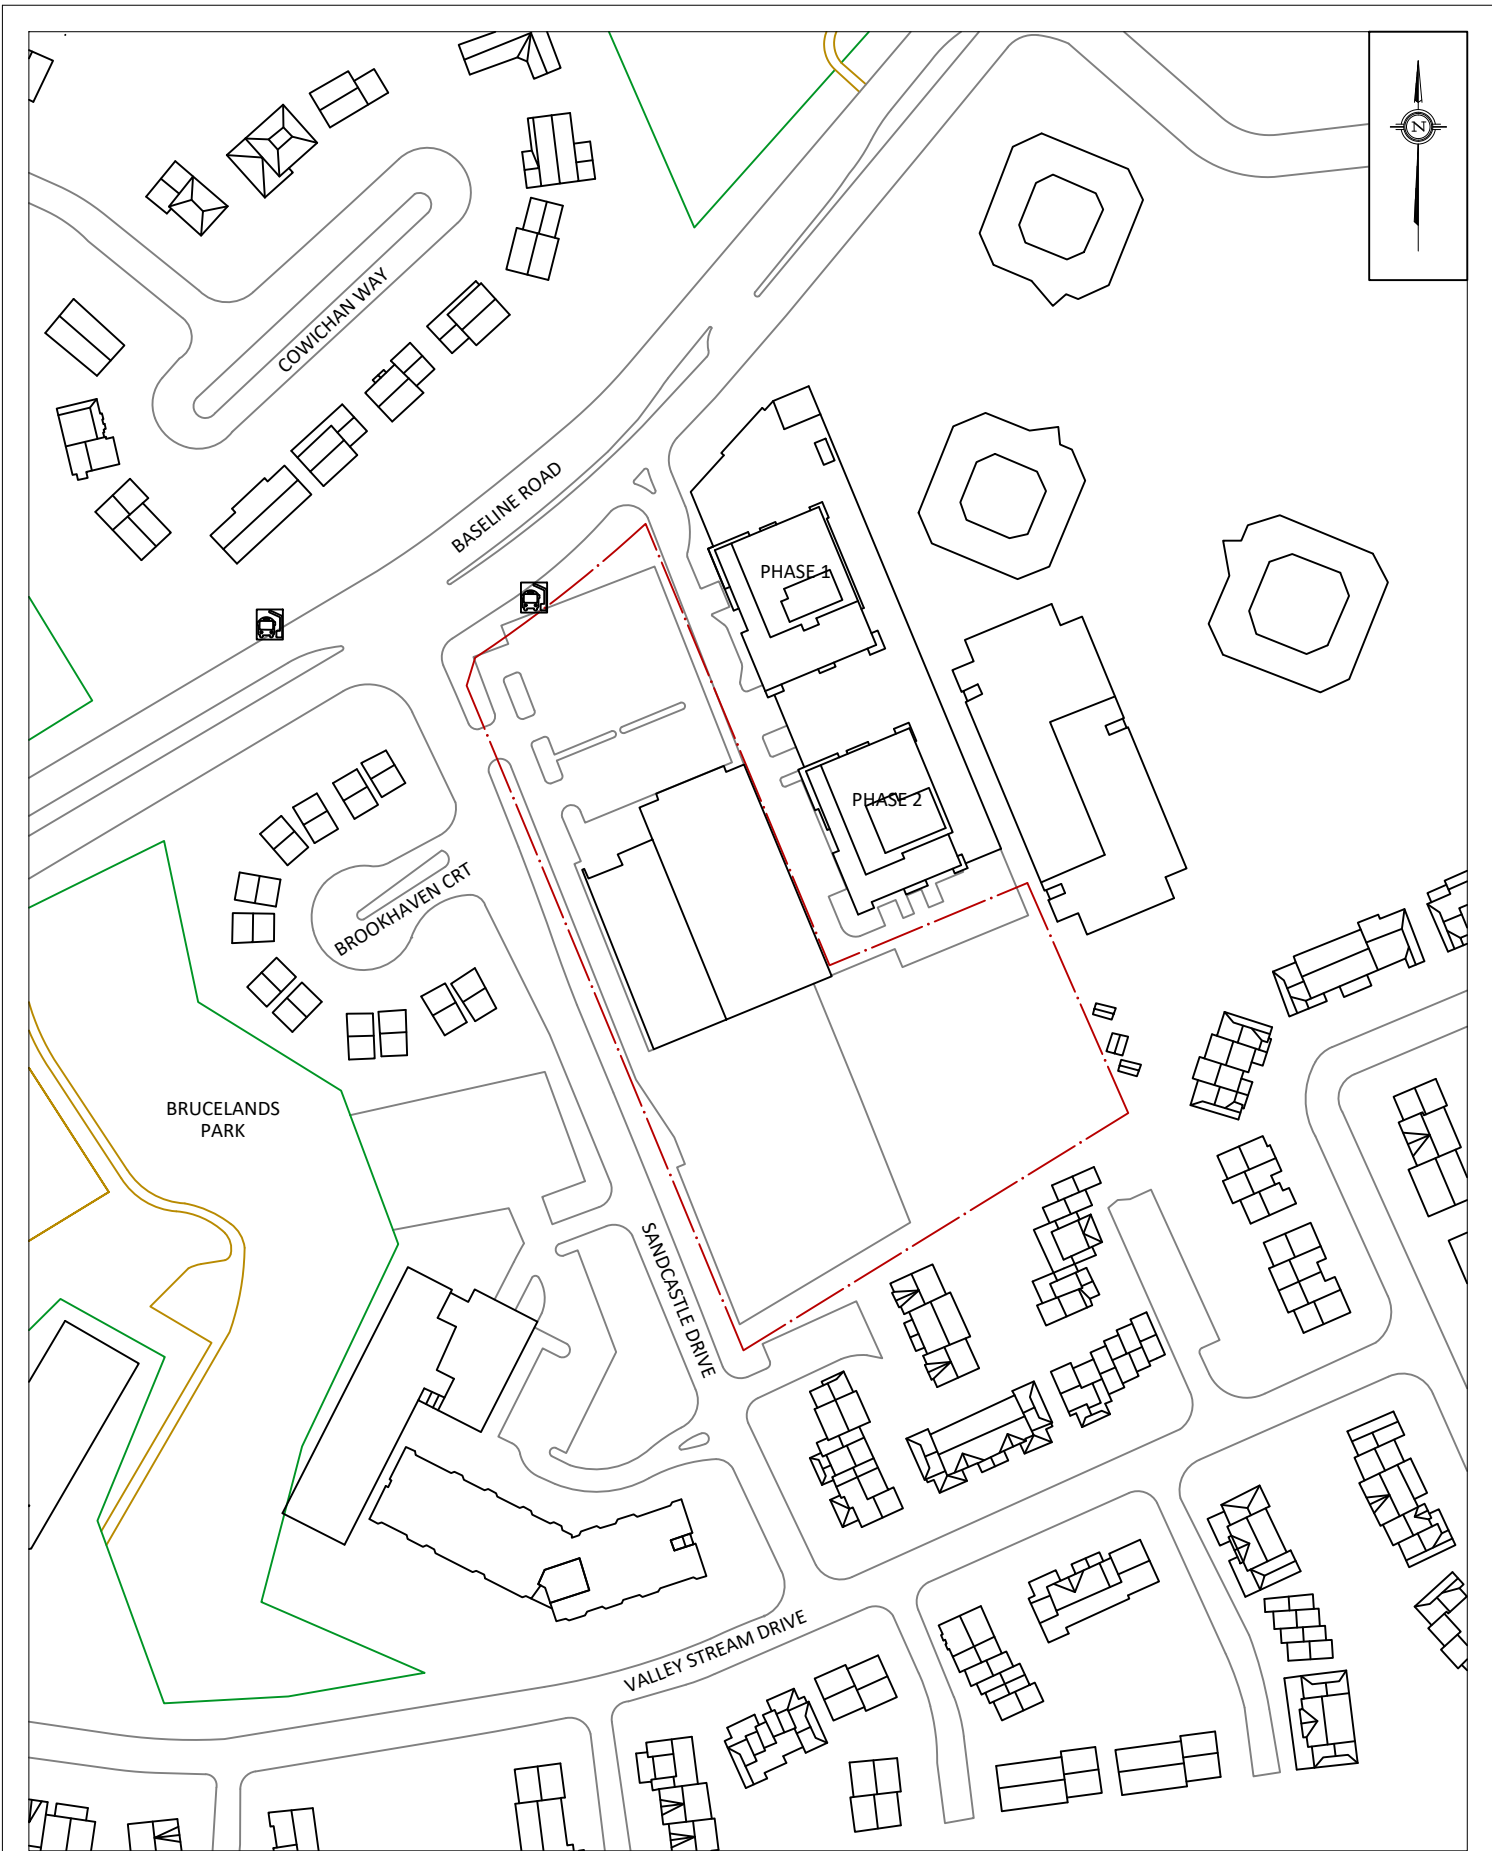 N
COWICHAN WAY
BASELINE ROAD
PHASE 1
PHASE 2
BROOKHAVEN CRT
BRUCELANDS
PARK
SANDCASTLE DRIVE
VALLEY STREAM DRIVE